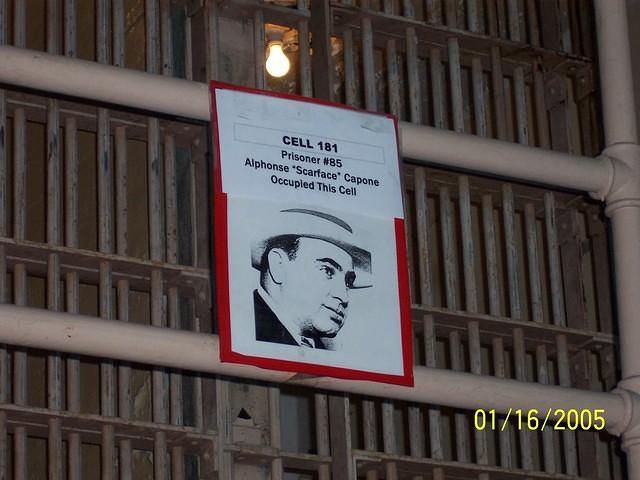 CELL 181
Prisoner #85
Alphonse "Scarface" Capone
Occupied This Cell
01/16/2005